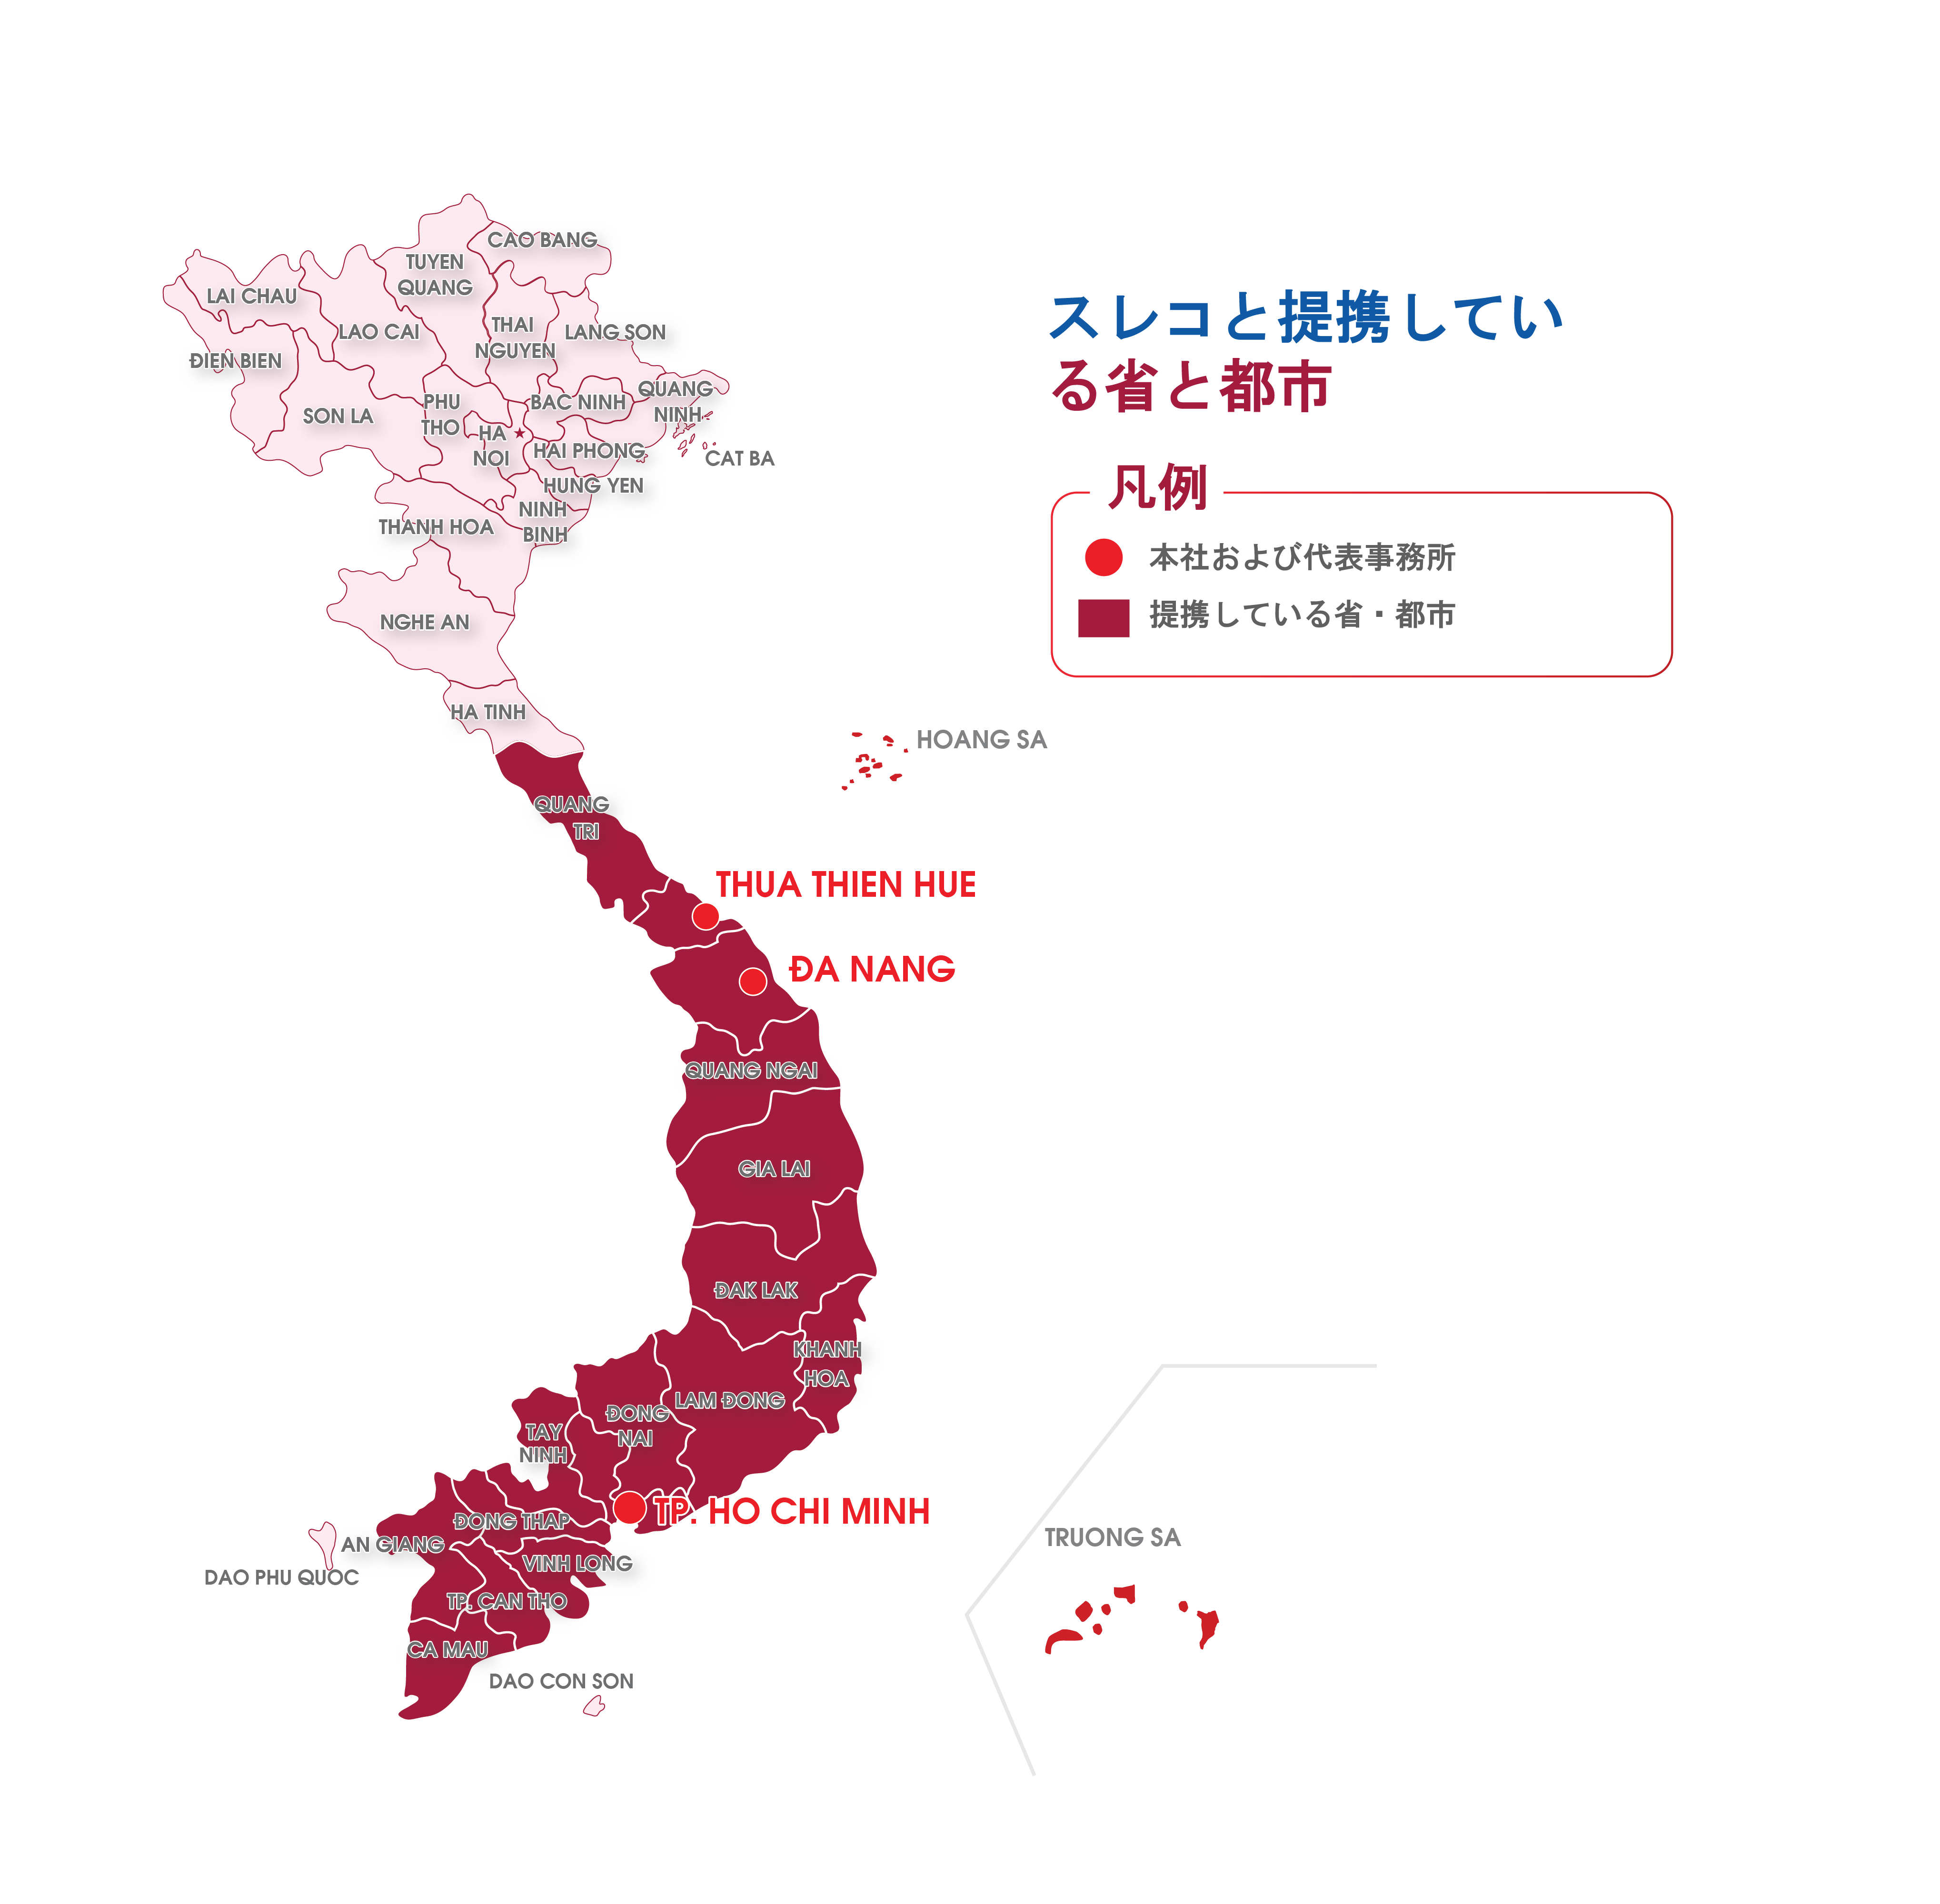 スレコと提携してい
る省と都市
凡例
本社および代表事務所
提携している省・都市
CAO BANG
TUYEN
QUANG
LAI CHAU
LAO CAI
THAI
NGUYEN
LANG SON
ĐIEN BIEN
SON LA
PHU
THO
BAC NINH
QUANG
NINH
HA
NOI
HAI PHONG
CAT BA
HUNG YEN
NINH
BINH
THANH HOA
NGHE AN
HA TINH
HOANG SA
QUANG
TRI
THUA THIEN HUE
ĐA NANG
QUANG NGAI
GIA LAI
ĐAK LAK
KHANH
HOA
LAM ĐONG
ĐONG
NAI
TAY
NINH
TP. HO CHI MINH
ĐONG THAP
AN GIANG
VINH LONG
DAO PHU QUOC
TP. CAN THO
CA MAU
DAO CON SON
TRUONG SA